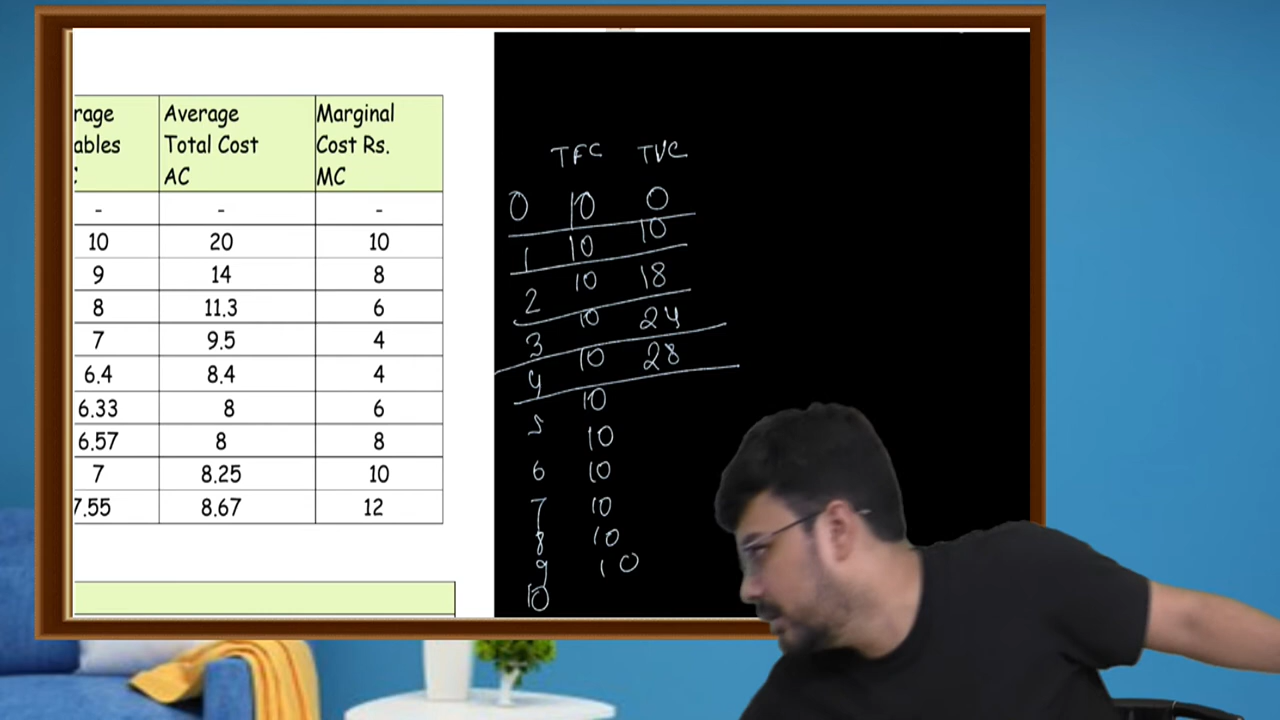 rage Average Marginal
ables Total Cost Cost Rs.
C AC MC
- - -
10 20 10
9 14 8
8 11.3 6
7 9.5 4
6.4 8.4 4
6.33 8 6
6.57 8 8
7 8.25 10
7.55 8.67 12
TFC TVC
0 10 0
1 10 10
2 10 18
3 10 24
4 10 28
5 10
6 10
7 10
8 10
9 10
10 10